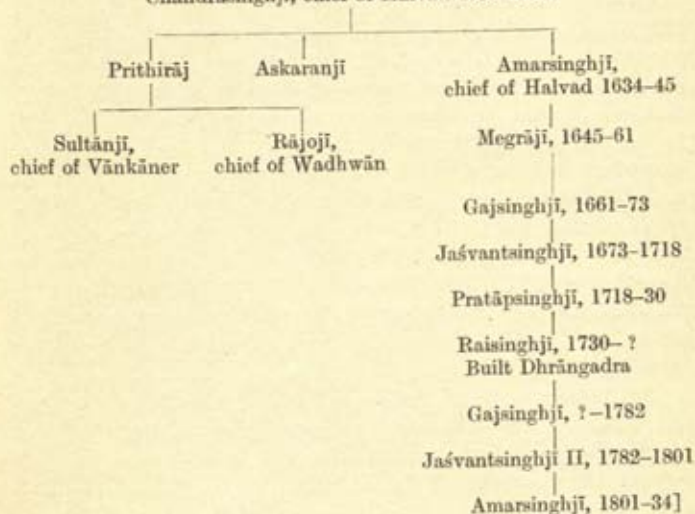 Prithirāj
Askaranjī
Amarsinghjī,
chief of Halvad 1634–45
Sultānjī,
chief of Vānkāner
Rājojī,
chief of Wadhwān
Megrājī, 1645–61
Gajsinghjī, 1661–73
Jaśvantsinghjī, 1673–1718
Pratāpsinghjī, 1718–30
Raisinghjī, 1730– ?
Built Dhrāngadra
Gajsinghjī, ?–1782
Jaśvantsinghjī II, 1782–1801
Amarsinghjī, 1801–34]